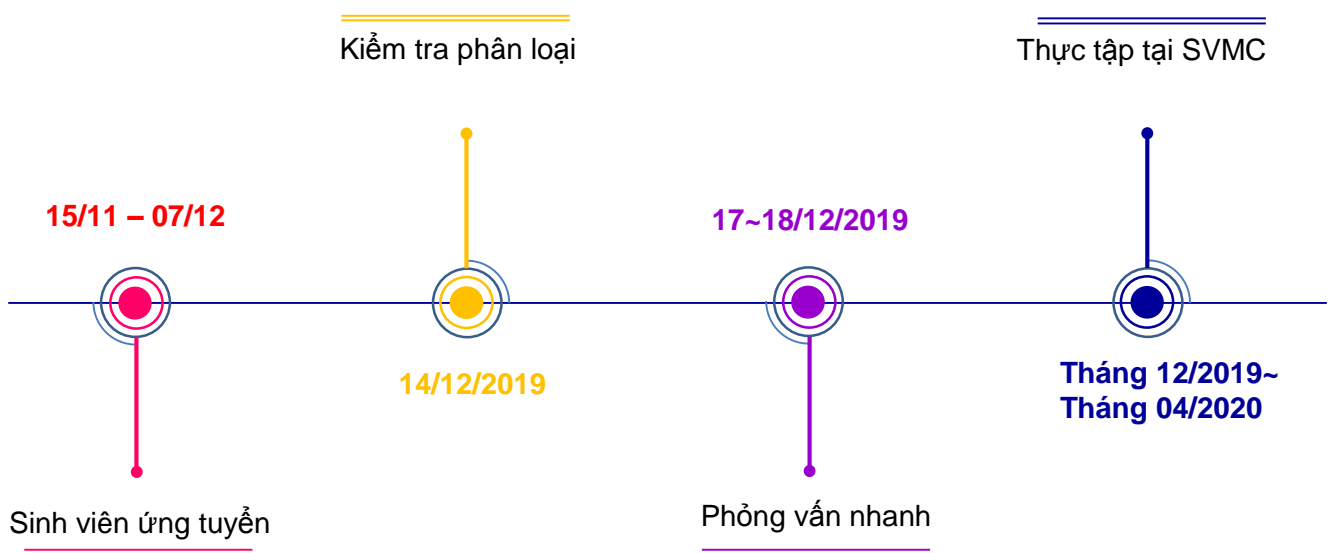 Kiểm tra phân loại
Thực tập tại SVMC
15/11 – 07/12
17~18/12/2019
14/12/2019
Tháng 12/2019~
Tháng 04/2020
Sinh viên ứng tuyển
Phỏng vấn nhanh